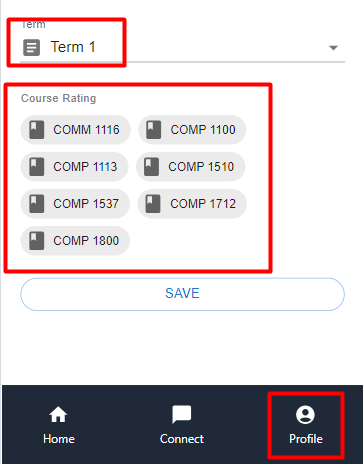 Term
Term 1
Course Rating
COMM 1116 COMP 1100
COMP 1113 COMP 1510
COMP 1537 COMP 1712
COMP 1800
SAVE
Home Connect Profile